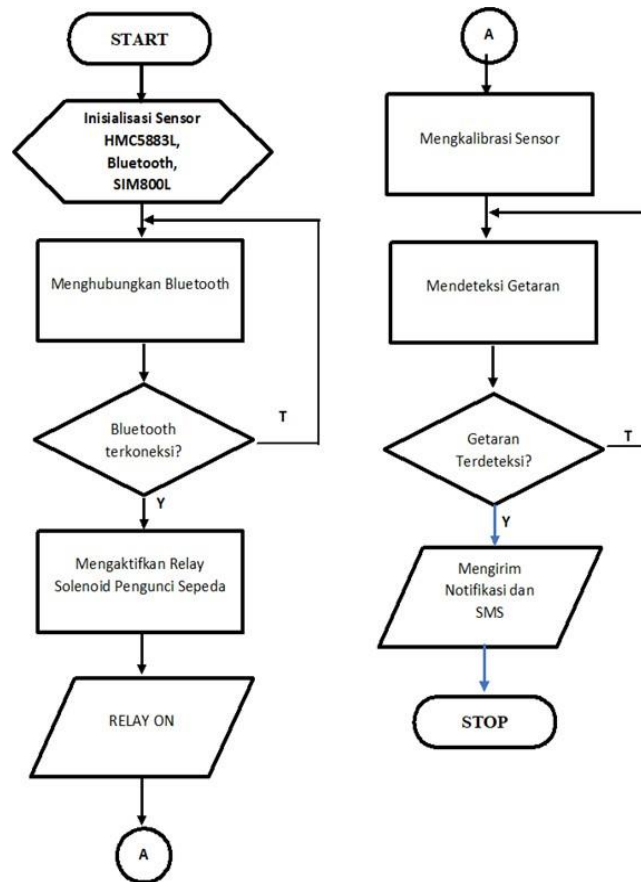 START
Inisialisasi Sensor
HMC5883L,
Bluetooth,
SIM800L
Menghubungkan Bluetooth
Bluetooth
terkoneksi?
T
Y
Mengaktifkan Relay
Solenoid Pengunci Sepeda
RELAY ON
A
A
Mengkalibrasi Sensor
Mendeteksi Getaran
Getaran
Terdeteksi?
T
Y
Mengirim
Notifikasi dan
SMS
STOP